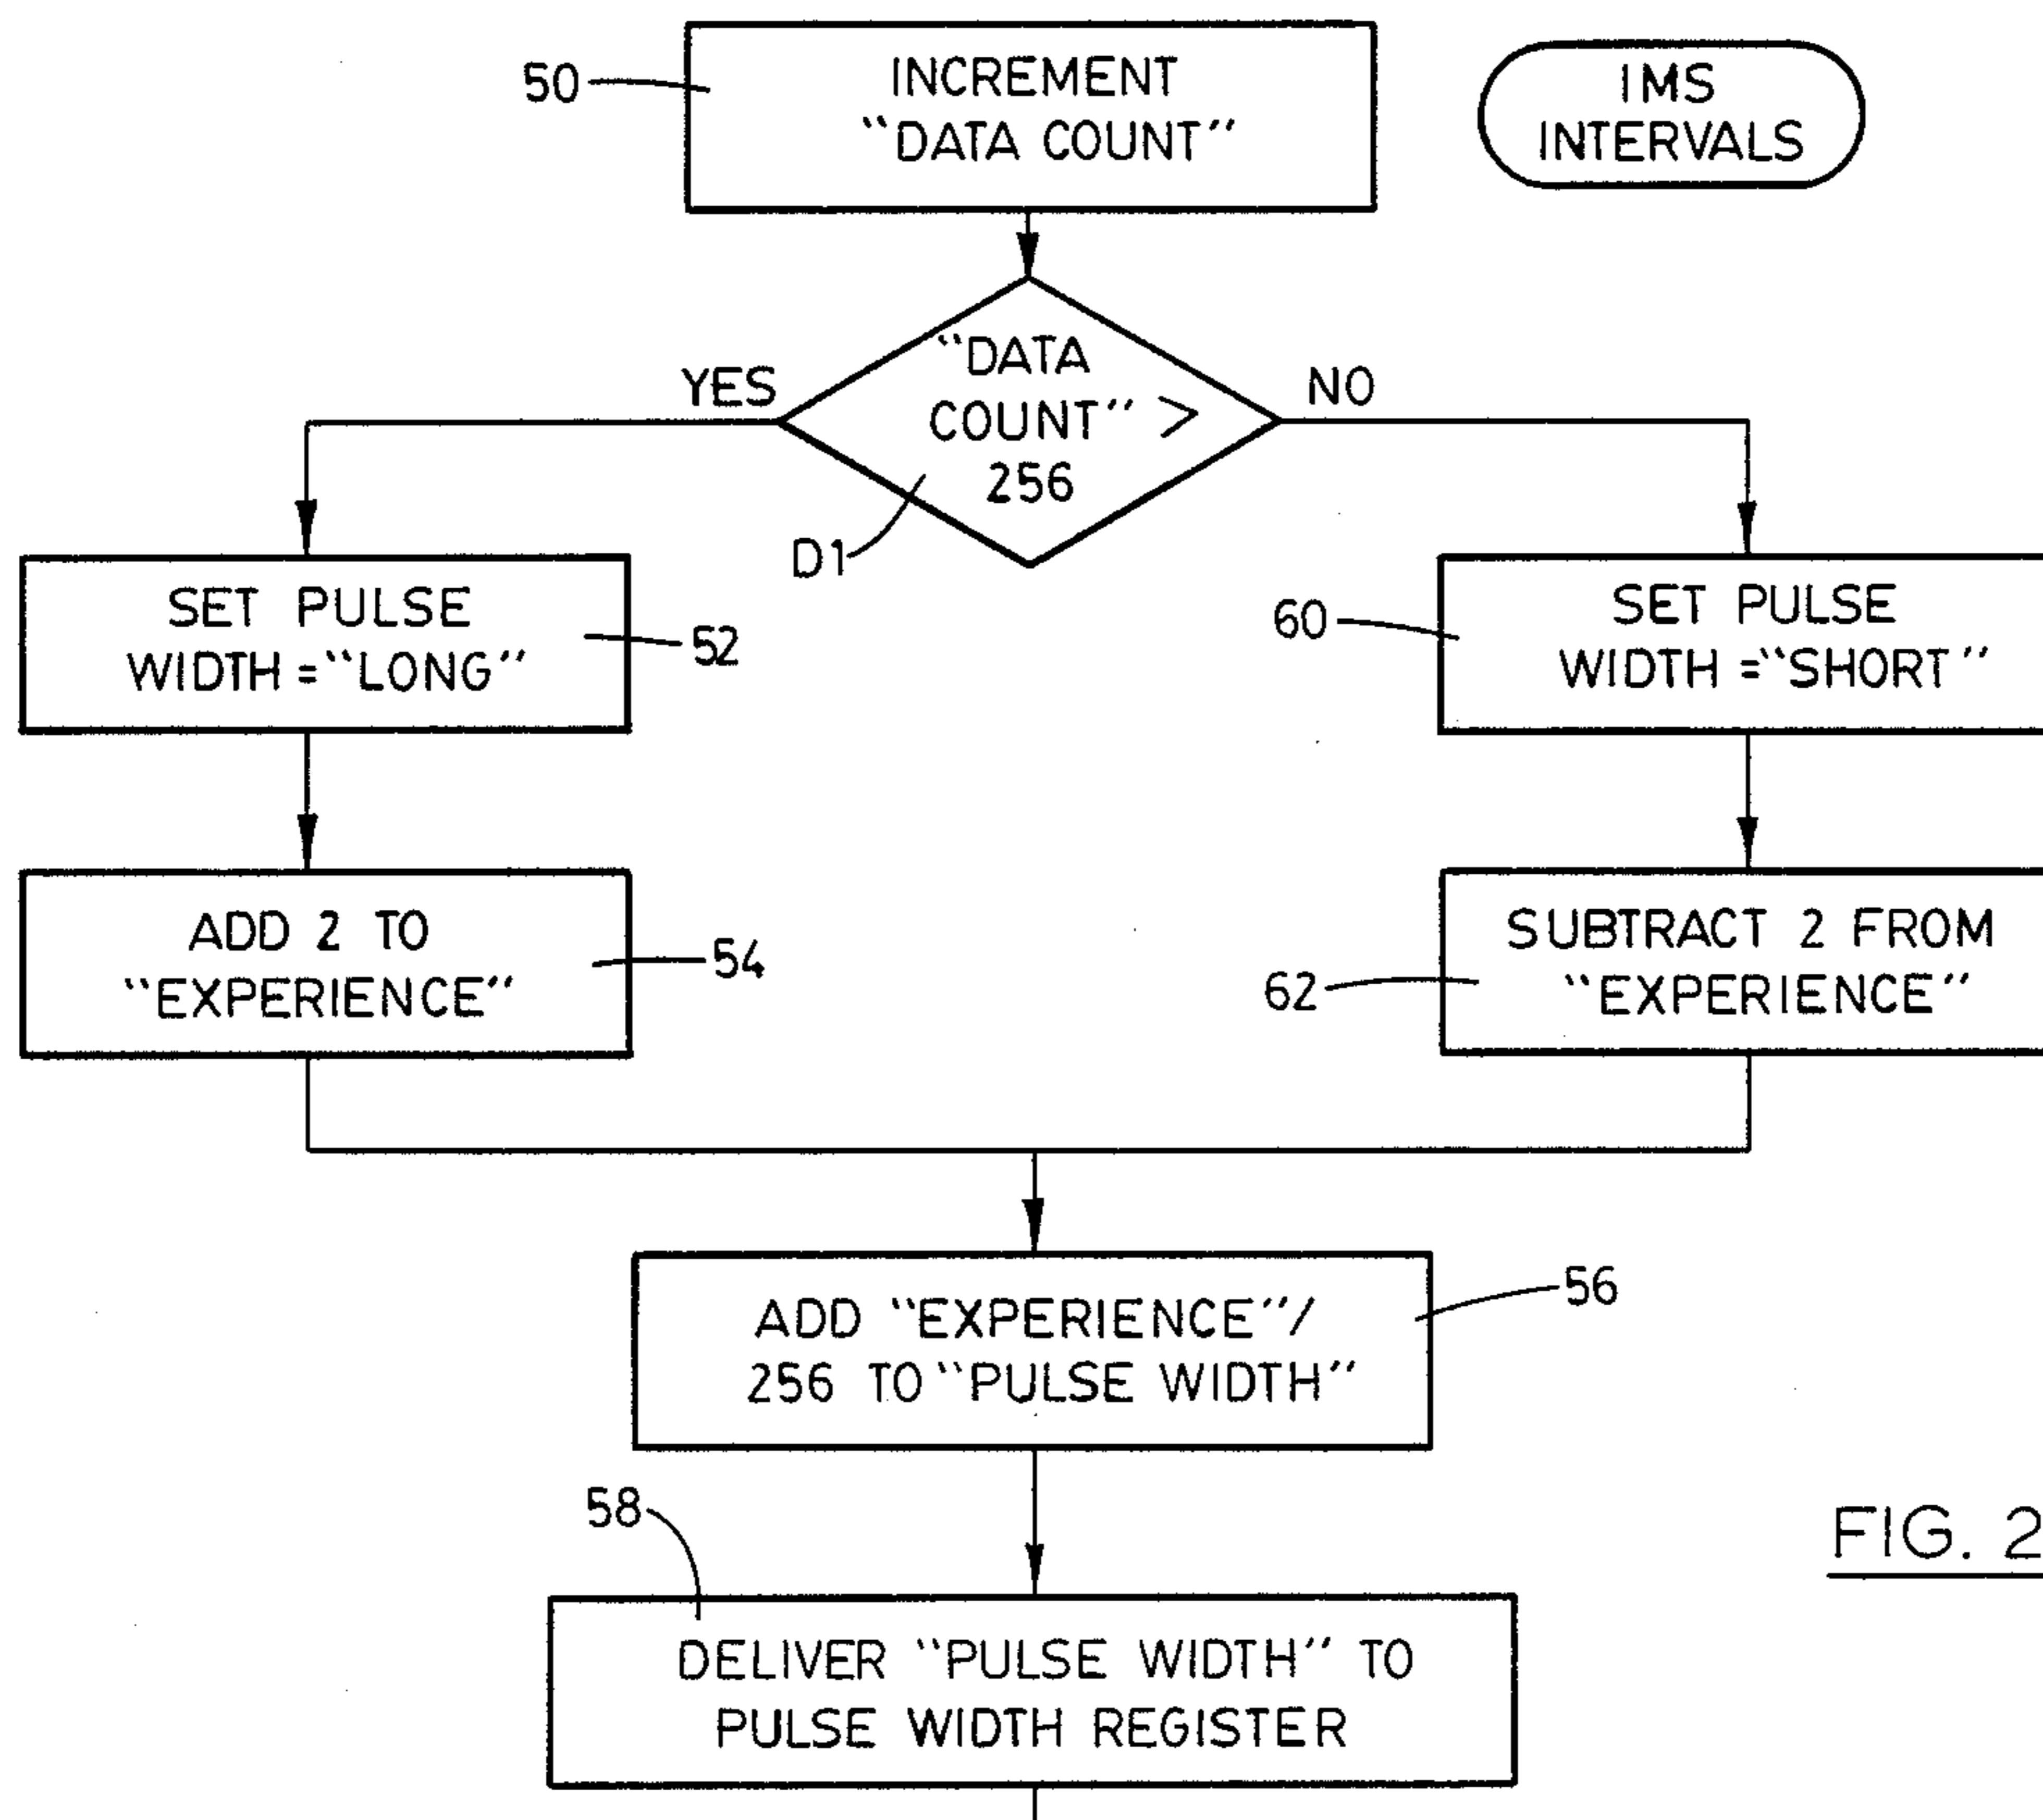 50
INCREMENT
"DATA COUNT"
IMS
INTERVALS
"DATA
COUNT" >
256
YES
NO
D1
SET PULSE
WIDTH = "LONG"
52
60
SET PULSE
WIDTH = "SHORT"
ADD 2 TO
"EXPERIENCE"
54
62
SUBTRACT 2 FROM
"EXPERIENCE"
ADD "EXPERIENCE"/
256 TO "PULSE WIDTH"
56
58
DELIVER "PULSE WIDTH" TO
PULSE WIDTH REGISTER
FIG. 2